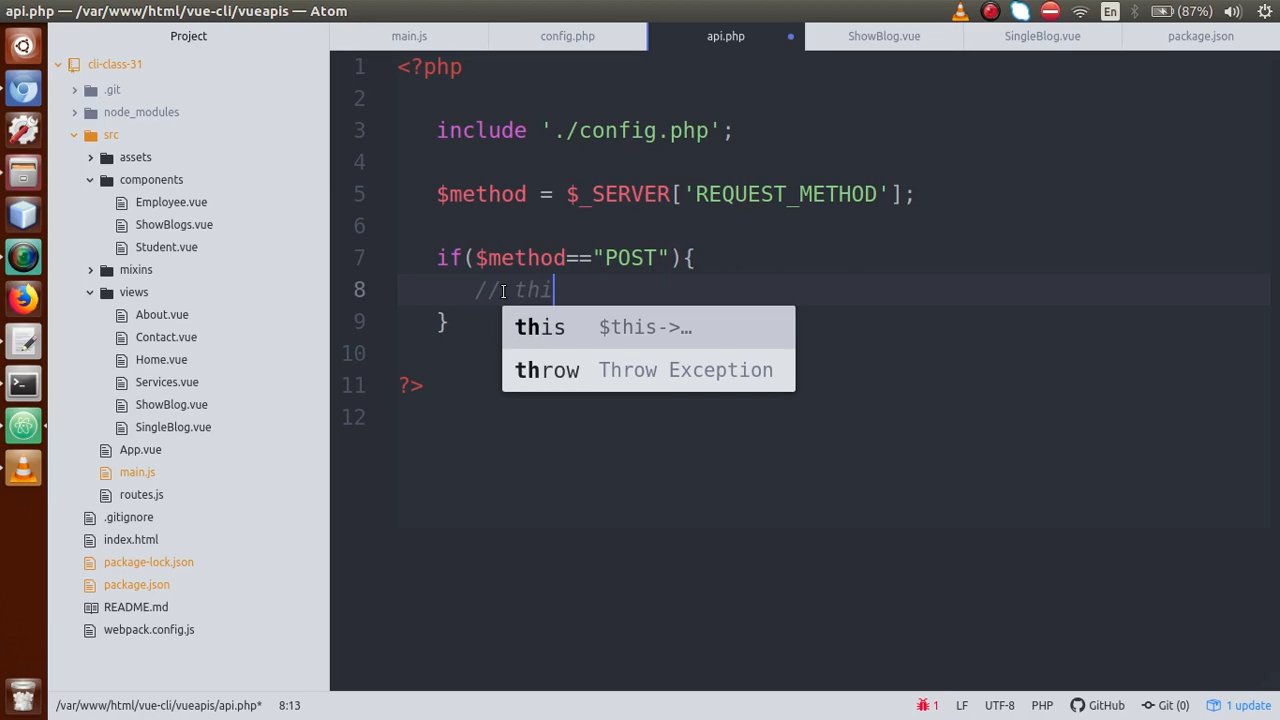 api.php — /var/www/html/vue-cli/vueapis — Atom
En
(87%)
Project
main.js
config.php
api.php
ShowBlog.vue
SingleBlog.vue
package.json
cli-class-31
.git
node_modules
src
assets
components
Employee.vue
ShowBlogs.vue
Student.vue
mixins
views
About.vue
Contact.vue
Home.vue
Services.vue
ShowBlog.vue
SingleBlog.vue
App.vue
main.js
routes.js
.gitignore
index.html
package-lock.json
package.json
README.md
webpack.config.js
1 <?php
2
3 include './config.php';
4
5 $method = $_SERVER['REQUEST_METHOD'];
6
7 if($method=="POST"){
8 // thi
this $this->…
9 }
throw Throw Exception
10
11 ?>
12
/var/www/html/vue-cli/vueapis/api.php* 8:13
1 LF UTF-8 PHP GitHub Git (0) 1 update